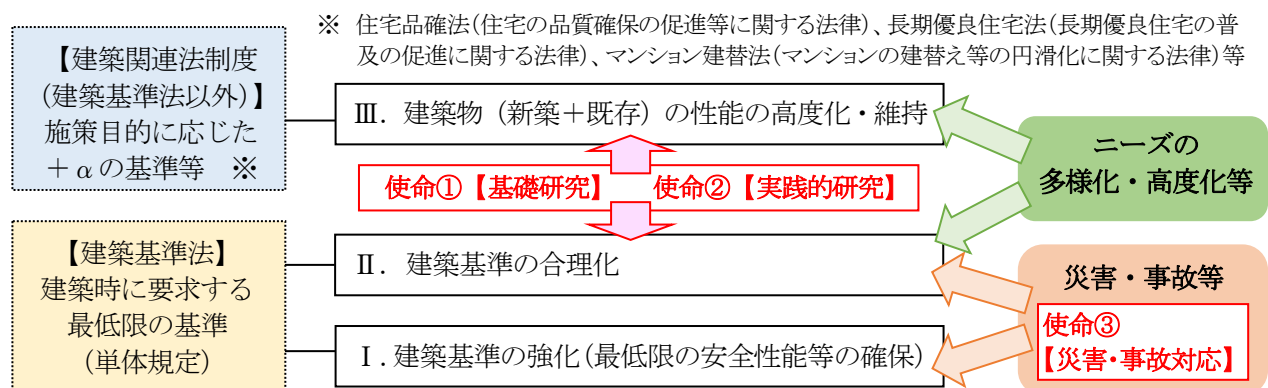 ※ 住宅品確法(住宅の品質確保の促進等に関する法律)、長期優良住宅法(長期優良住宅の普
及の促進に関する法律)、マンション建替法(マンションの建替え等の円滑化に関する法律)等
【建築関連法制度
(建築基準法以外)】
施策目的に応じた
+αの基準等 ※
Ⅲ．建築物（新築＋既存）の性能の高度化・維持
ニーズの
多様化・高度化等
使命①【基礎研究】 使命②【実践的研究】
【建築基準法】
建築時に要求する
最低限の基準
(単体規定)
Ⅱ．建築基準の合理化
災害・事故等
使命③
【災害・事故対応】
Ⅰ．建築基準の強化(最低限の安全性能等の確保)